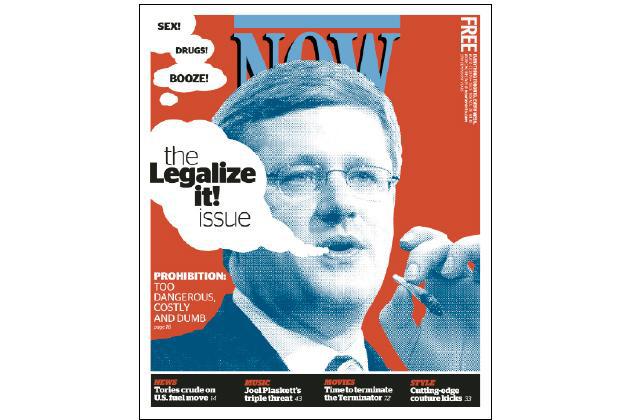 SEX!
DRUGS!
BOOZE!
NOW
FREE
the
Legalize
it!
issue
PROHIBITION:
TOO
DANGEROUS,
COSTLY
AND DUMB
page 16
NEWS
Tories crude on
U.S. fuel move 14
MUSIC
Joel Plaskett's
triple threat 43
MOVIES
Time to terminate
the Terminator 72
STYLE
Cutting-edge
couture kicks 33